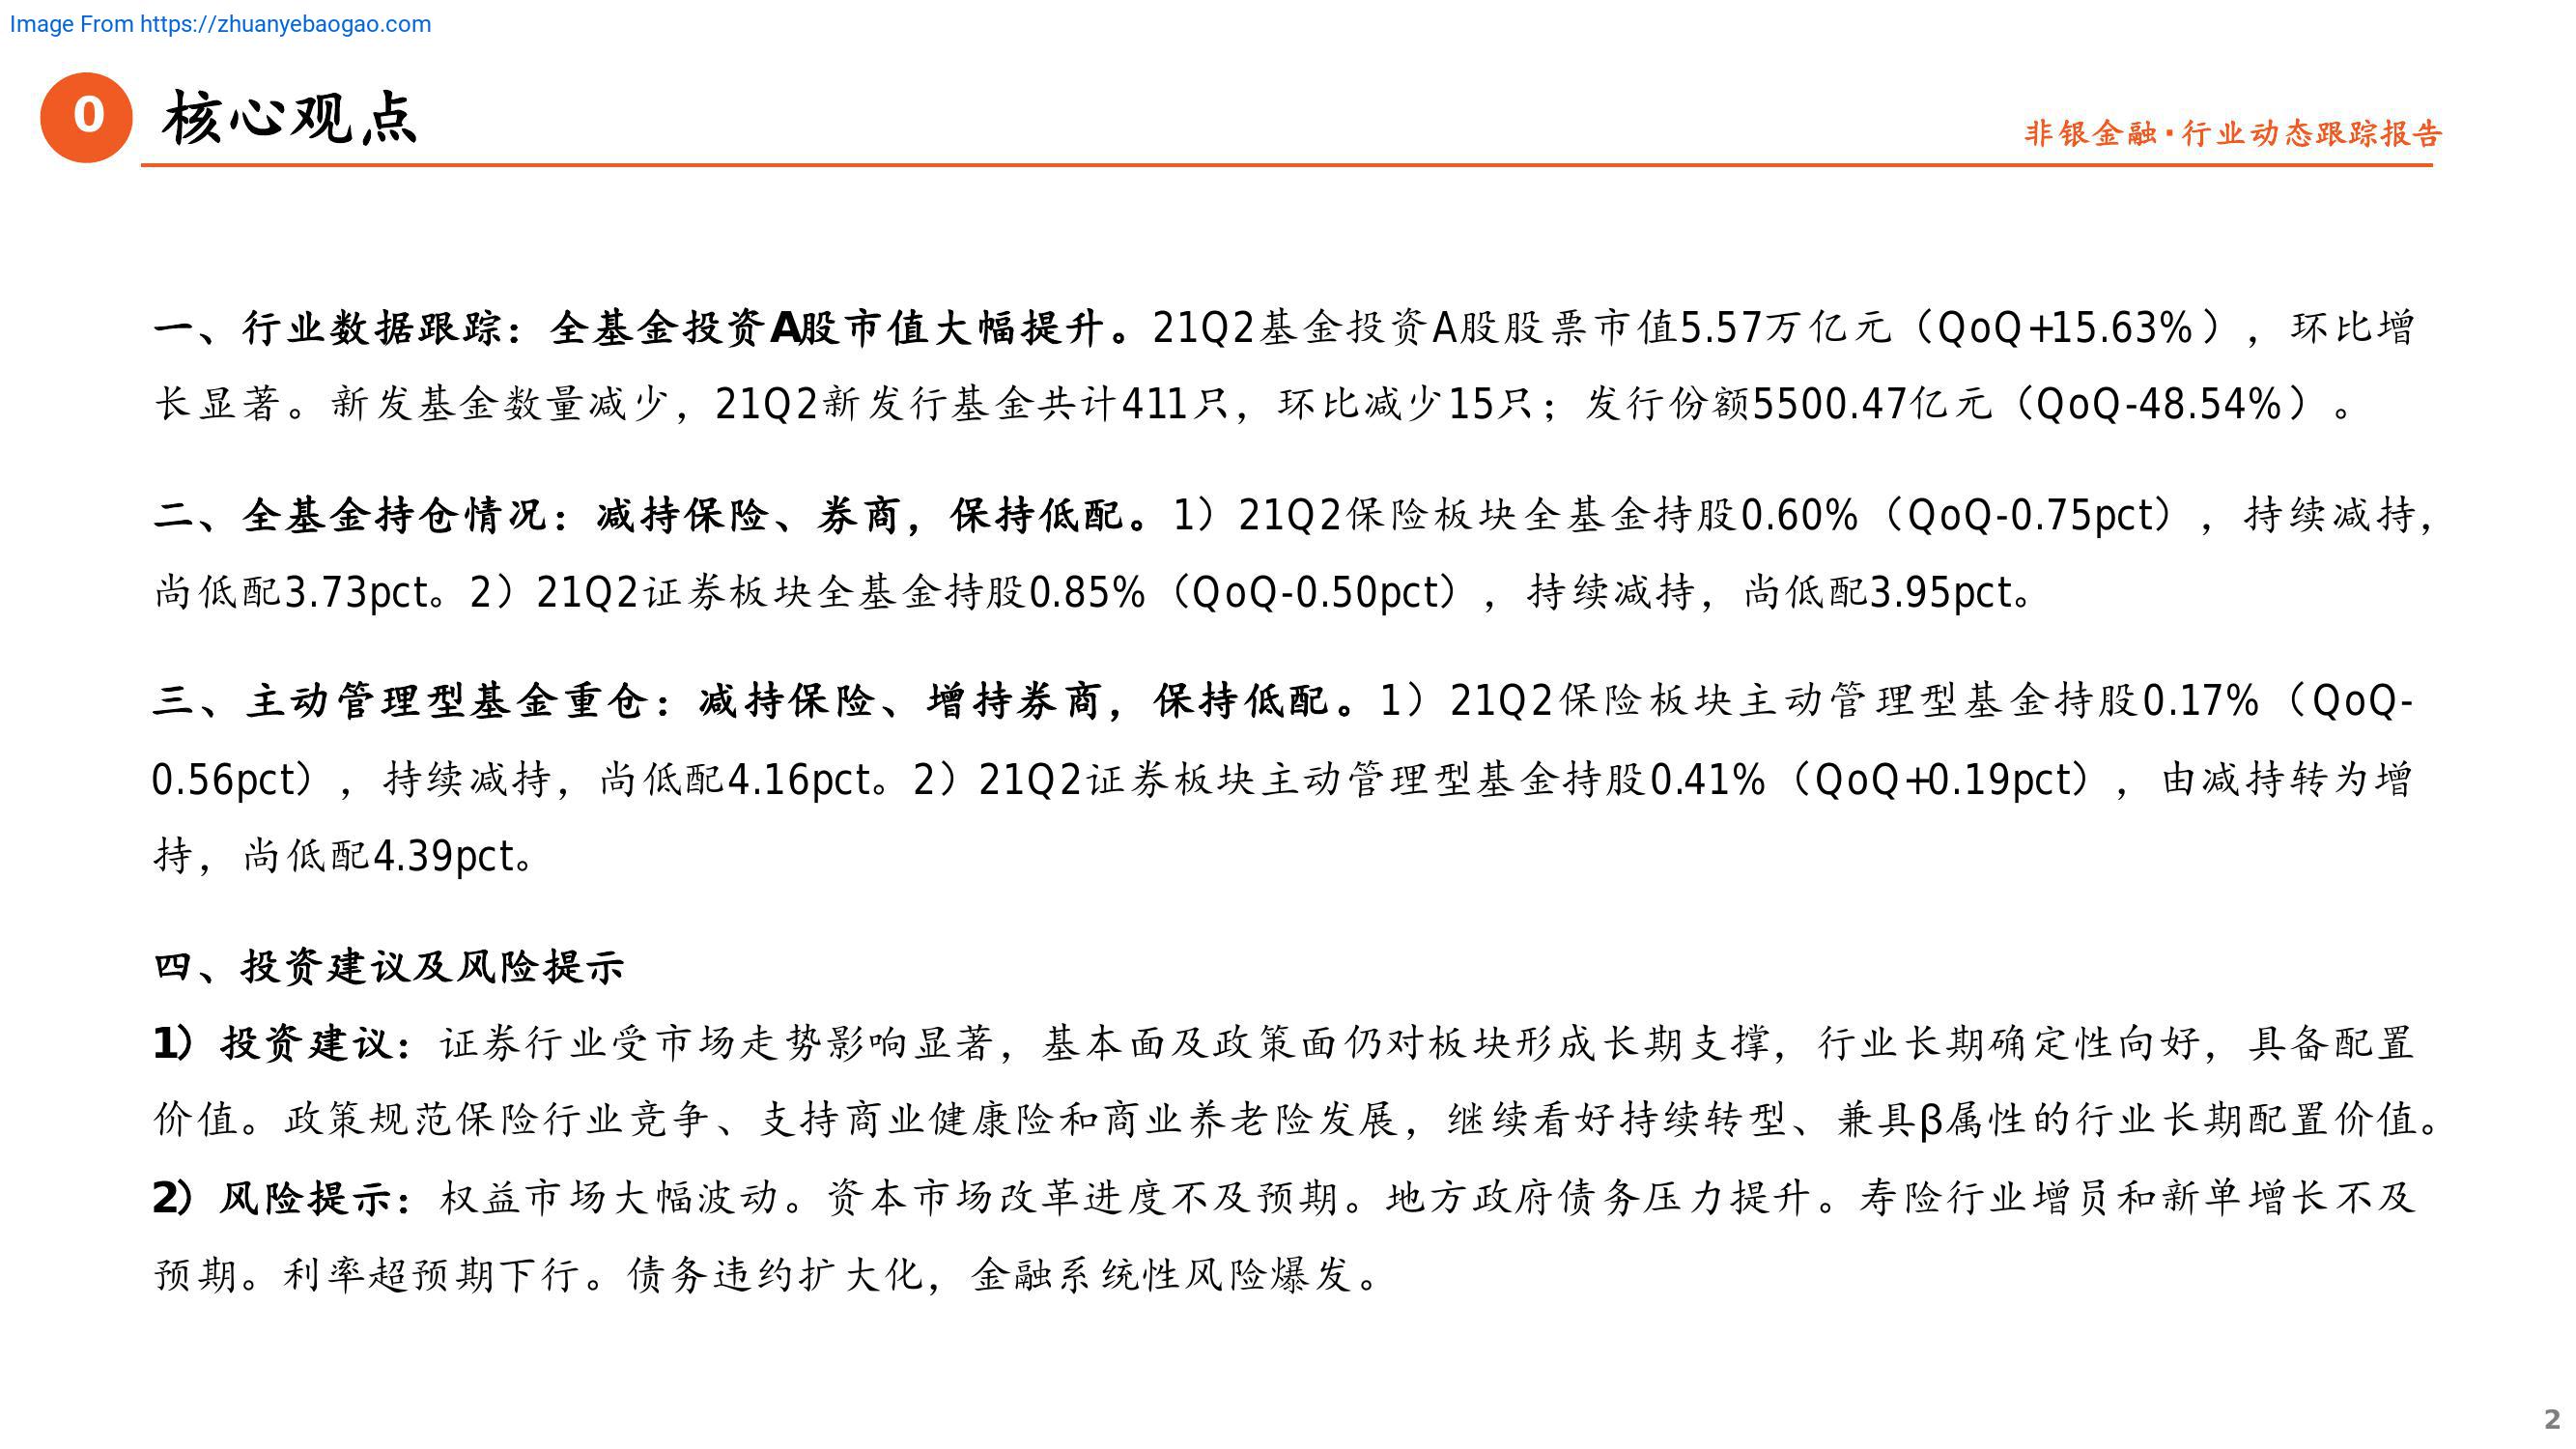 Image From https://zhuanyebaogao.com
0
核心观点
非银金融·行业动态跟踪报告
一、行业数据跟踪：全基金投资A股市值大幅提升。21Q2基金投资A股股票市值5.57万亿元（QoQ+15.63%），环比增
长显著。新发基金数量减少，21Q2新发行基金共计411只，环比减少15只；发行份额5500.47亿元（QoQ-48.54%）。
二、全基金持仓情况：减持保险、券商，保持低配。1）21Q2保险板块全基金持股0.60%（QoQ-0.75pct），持续减持，
尚低配3.73pct。2）21Q2证券板块全基金持股0.85%（QoQ-0.50pct），持续减持，尚低配3.95pct。
三、主动管理型基金重仓：减持保险、增持券商，保持低配。1）21Q2保险板块主动管理型基金持股0.17%（QoQ-
0.56pct），持续减持，尚低配4.16pct。2）21Q2证券板块主动管理型基金持股0.41%（QoQ+0.19pct），由减持转为增
持，尚低配4.39pct。
四、投资建议及风险提示
1）投资建议：证券行业受市场走势影响显著，基本面及政策面仍对板块形成长期支撑，行业长期确定性向好，具备配置
价值。政策规范保险行业竞争、支持商业健康险和商业养老险发展，继续看好持续转型、兼具β属性的行业长期配置价值。
2）风险提示：权益市场大幅波动。资本市场改革进度不及预期。地方政府债务压力提升。寿险行业增员和新单增长不及
预期。利率超预期下行。债务违约扩大化，金融系统性风险爆发。
2